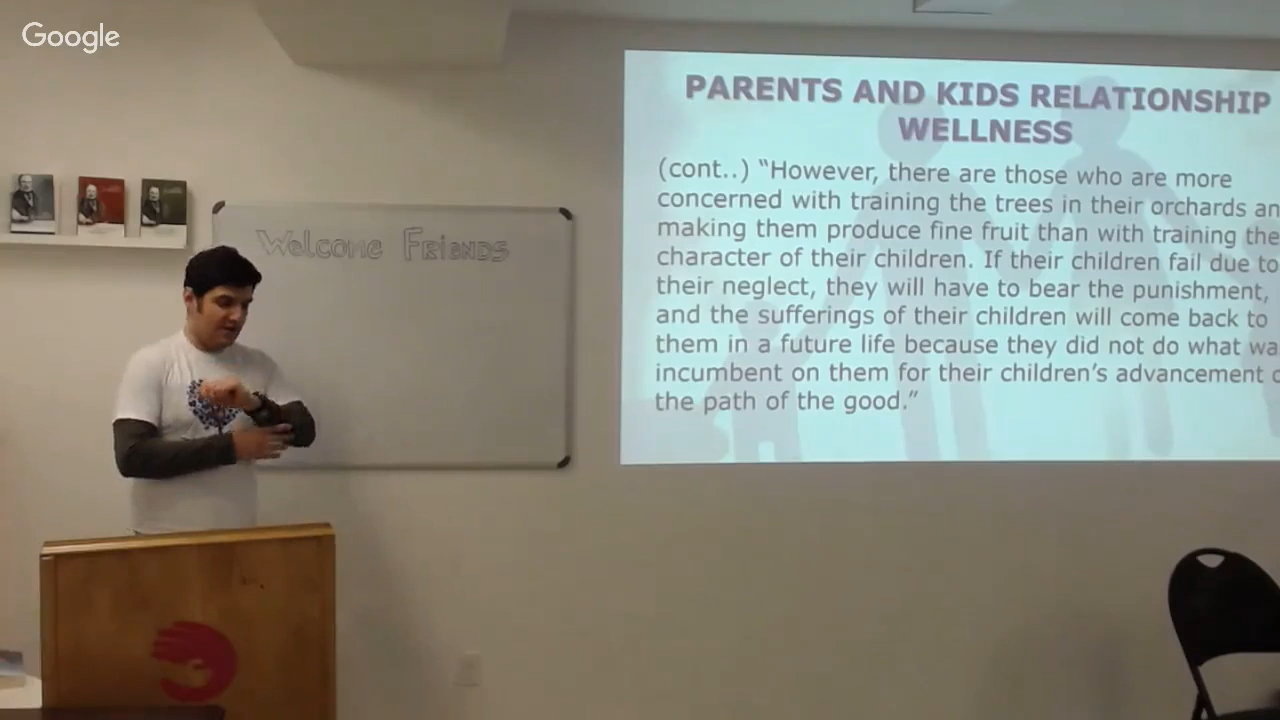 Google
PARENTS AND KIDS RELATIONSHIP
WELLNESS
(cont..) “However, there are those who are more
concerned with training the trees in their orchards an
making them produce fine fruit than with training the
character of their children. If their children fail due to
their neglect, they will have to bear the punishment,
and the sufferings of their children will come back to
them in a future life because they did not do what wa
incumbent on them for their children’s advancement o
the path of the good.”
Welcome Friends